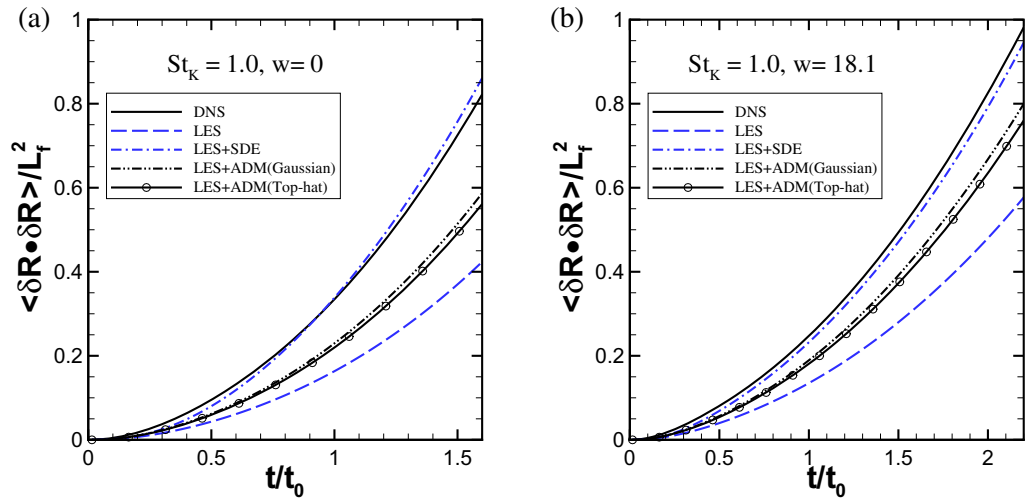 (a)
St_K = 1.0, w= 0
DNS
LES
LES+SDE
LES+ADM(Gaussian)
LES+ADM(Top-hat)
<δR•δR>/L_f^2
1
0.8
0.6
0.4
0.2
0
0 0.5 1 1.5
t/t_0
(b)
St_K = 1.0, w= 18.1
DNS
LES
LES+SDE
LES+ADM(Gaussian)
LES+ADM(Top-hat)
<δR•δR>/L_f^2
1
0.8
0.6
0.4
0.2
0
0 0.5 1 1.5 2
t/t_0